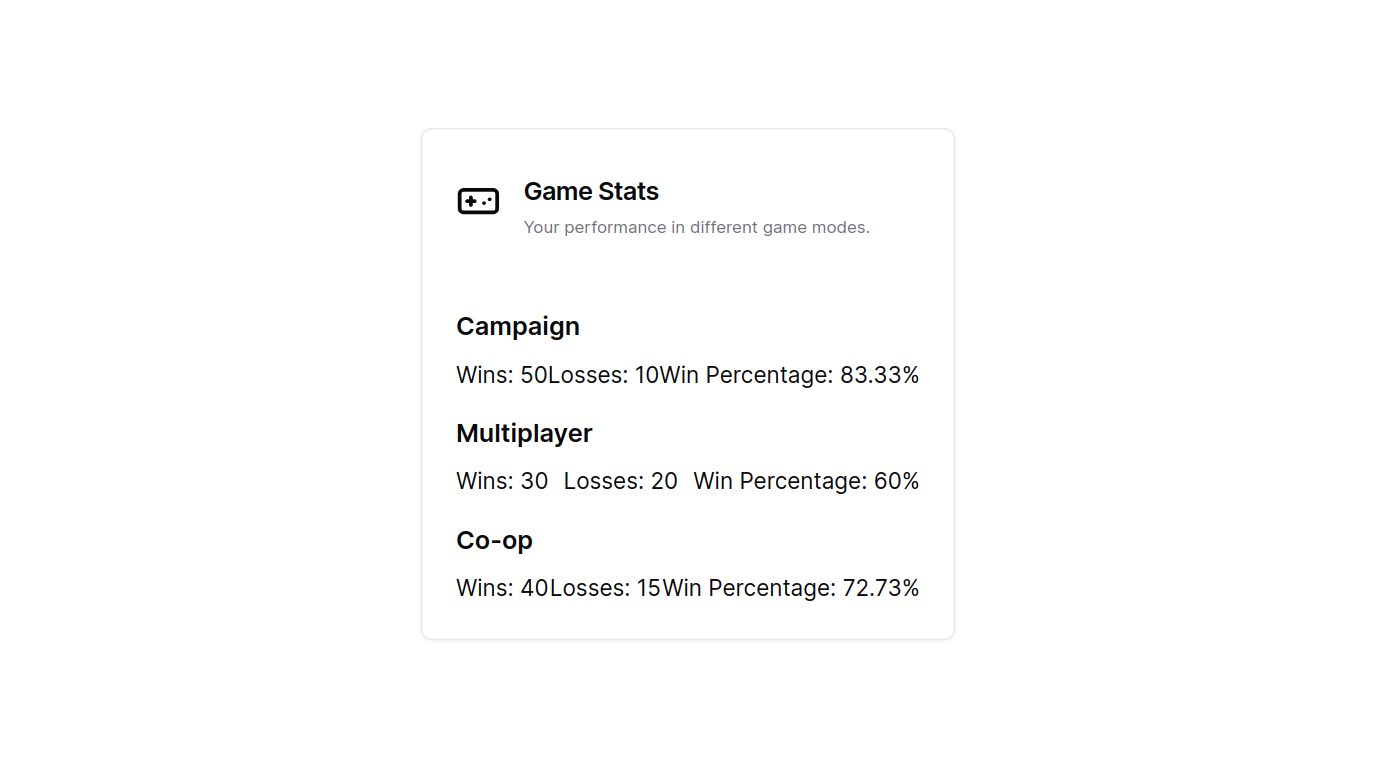 Game Stats
Your performance in different game modes.
Campaign
Wins: 50Losses: 10Win Percentage: 83.33%
Multiplayer
Wins: 30 Losses: 20 Win Percentage: 60%
Co-op
Wins: 40Losses: 15Win Percentage: 72.73%